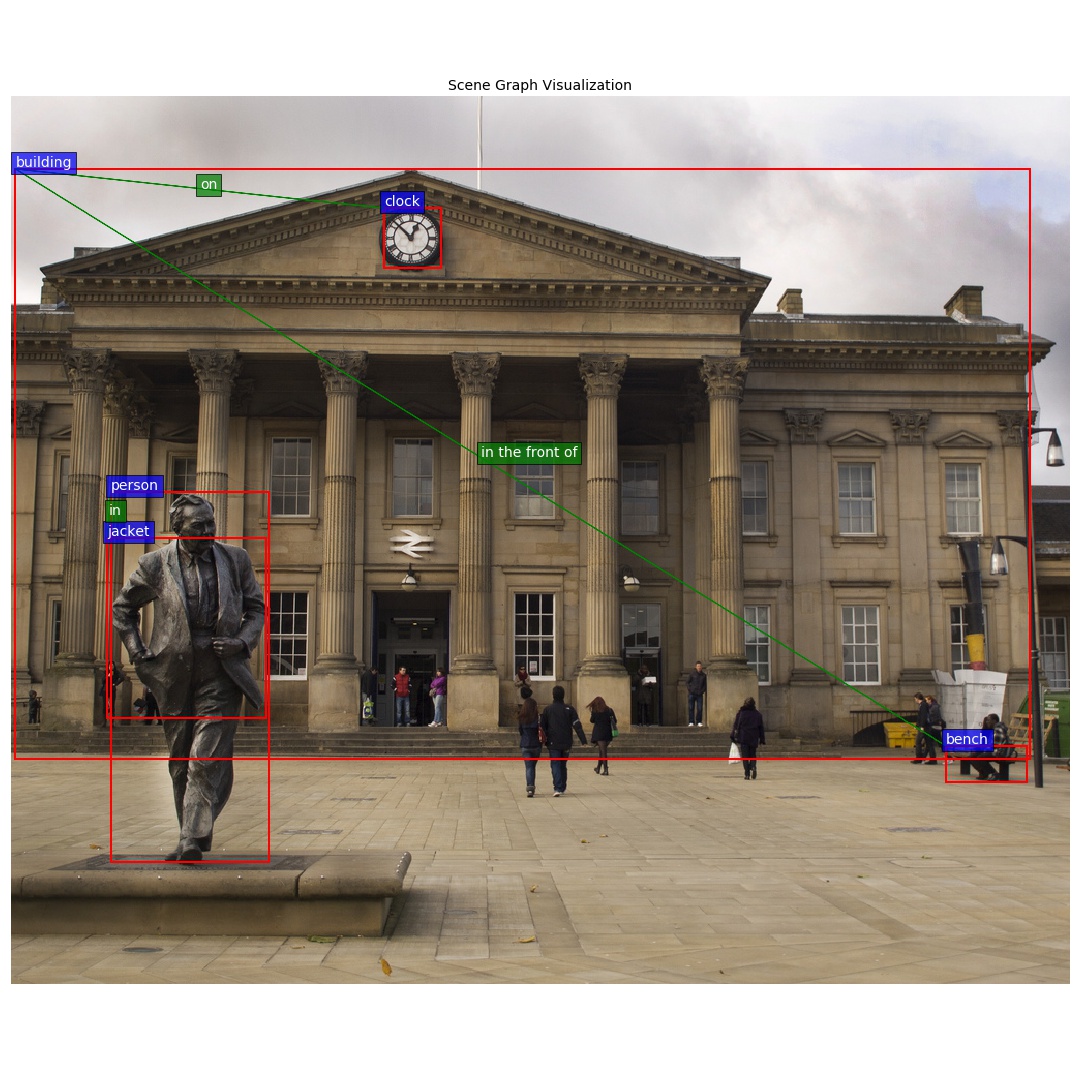 Scene Graph Visualization
building
on
clock
in the front of
person
in
jacket
bench